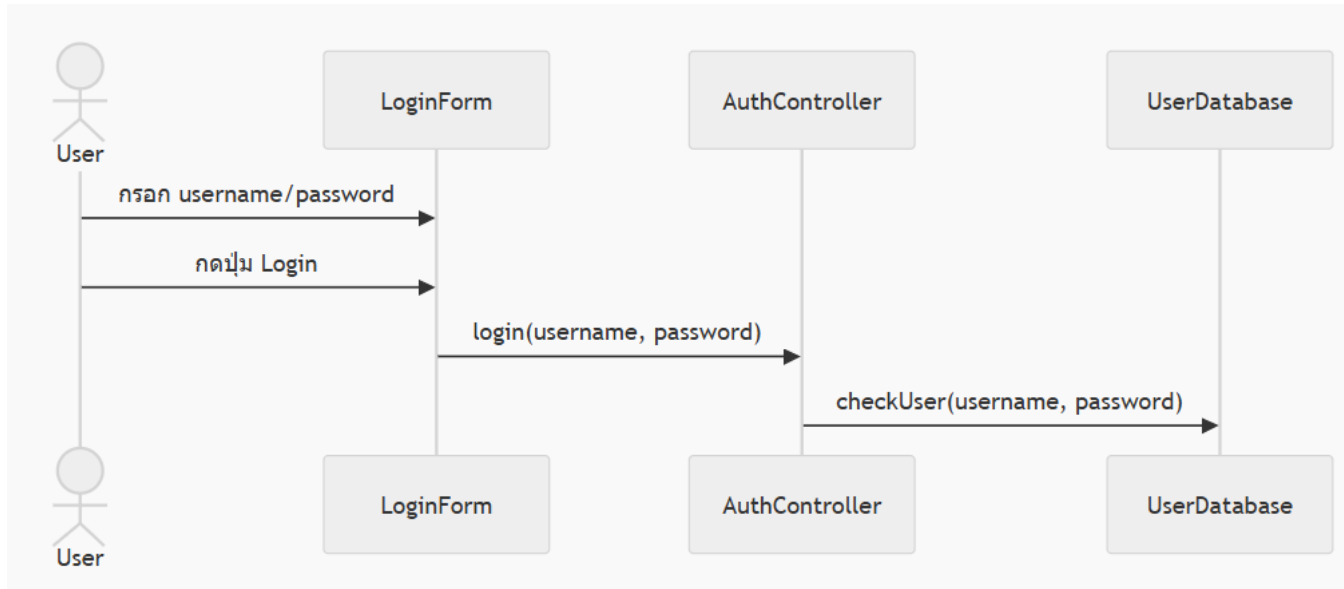 LoginForm
AuthController
UserDatabase
User
กรอก username/password
กดปุ่ม Login
login(username, password)
checkUser(username, password)
LoginForm
AuthController
UserDatabase
User